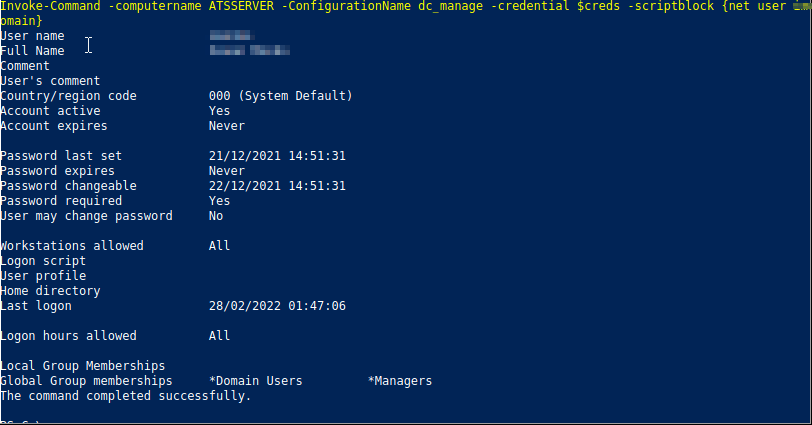 Invoke-Command -computername ATSSERVER -ConfigurationName dc_manage -credential $creds -scriptblock {net user
omain}
User name
Full Name
Comment
User's comment
Country/region code 000 (System Default)
Account active Yes
Account expires Never
Password last set 21/12/2021 14:51:31
Password expires Never
Password changeable 22/12/2021 14:51:31
Password required Yes
User may change password No
Workstations allowed All
Logon script
User profile
Home directory
Last logon 28/02/2022 01:47:06
Logon hours allowed All
Local Group Memberships
Global Group memberships *Domain Users *Managers
The command completed successfully.